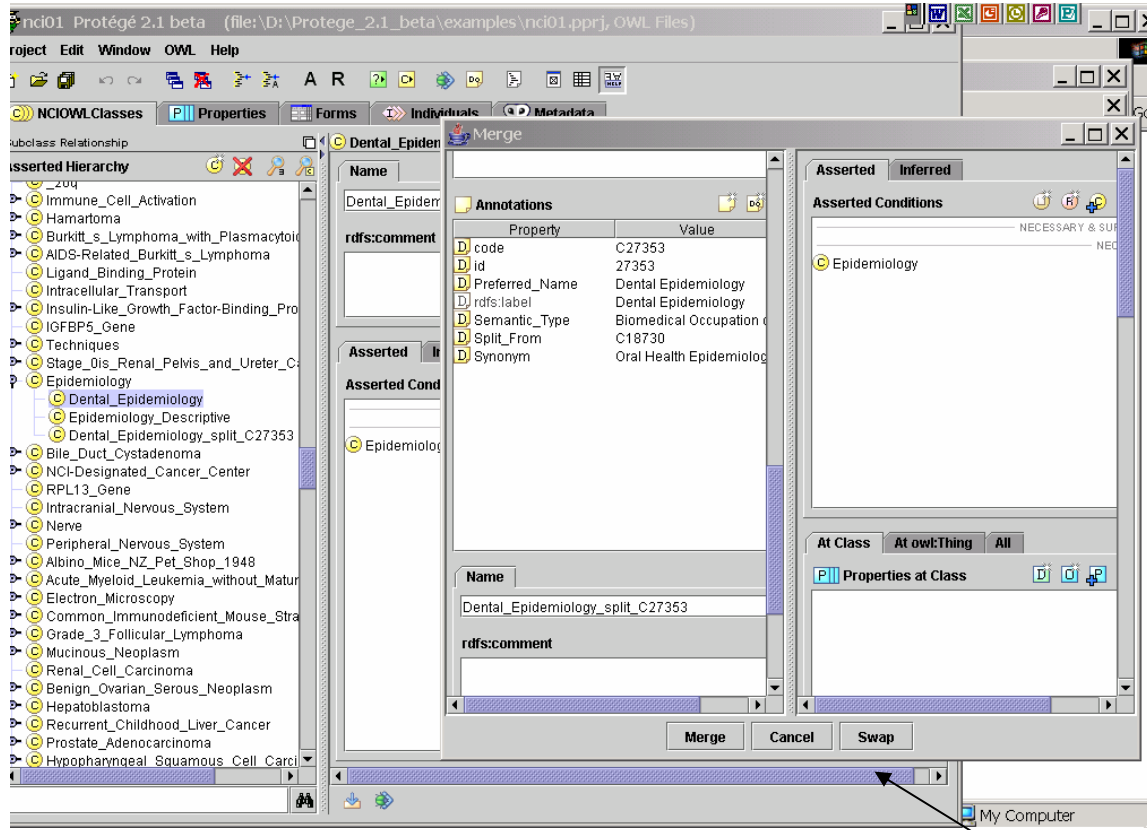 nci01 Protégé 2.1 beta (file:\D:\Protege_2.1_beta\examples\nci01.pprj, OWL Files)
roject Edit Window OWL Help
NCIOWLClasses
Properties
Forms
Individuals
Metadata
ubclass Relationship
sserted Hierarchy
_20q
Immune_Cell_Activation
Hamartoma
Burkitt_s_Lymphoma_with_Plasmacytoid
AIDS-Related_Burkitt_s_Lymphoma
Ligand_Binding_Protein
Intracellular_Transport
Insulin-Like_Growth_Factor-Binding_Pro
IGFBP5_Gene
Techniques
Stage_0is_Renal_Pelvis_and_Ureter_C
Epidemiology
Dental_Epidemiology
Epidemiology_Descriptive
Dental_Epidemiology_split_C27353
Bile_Duct_Cystadenoma
NCI-Designated_Cancer_Center
RPL13_Gene
Intracranial_Nervous_System
Nerve
Peripheral_Nervous_System
Albino_Mice_NZ_Pet_Shop_1948
Acute_Myeloid_Leukemia_without_Matur
Electron_Microscopy
Common_Immunodeficient_Mouse_Stra
Grade_3_Follicular_Lymphoma
Mucinous_Neoplasm
Renal_Cell_Carcinoma
Benign_Ovarian_Serous_Neoplasm
Hepatoblastoma
Recurrent_Childhood_Liver_Cancer
Prostate_Adenocarcinoma
Hypopharyngeal_Squamous_Cell_Carci
Dental_Epiden
Name
Dental_Epidem
rdfs:comment
Asserted
Asserted Cond
Epidemiolog
Merge
Annotations
Property Value
code C27353
id 27353
Preferred_Name Dental Epidemiology
rdfs:label Dental Epidemiology
Semantic_Type Biomedical Occupation
Split_From C18730
Synonym Oral Health Epidemiolog
Name
Dental_Epidemiology_split_C27353
rdfs:comment
Asserted Inferred
Asserted Conditions
NECESSARY & SUF
NEC
Epidemiology
At Class At owl:Thing All
Properties at Class
Merge Cancel Swap
Go
My Computer